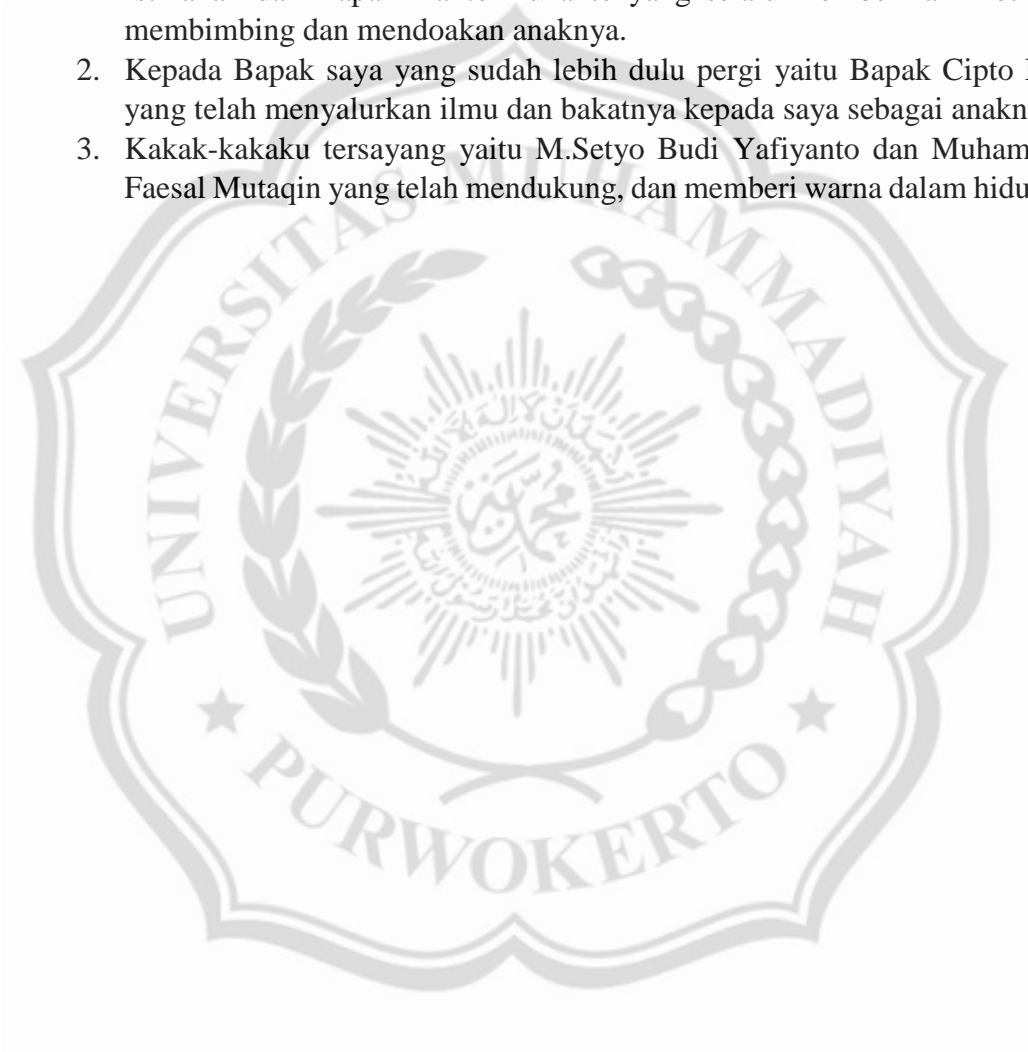 membimbing dan mendoakan anaknya.
2. Kepada Bapak saya yang sudah lebih dulu pergi yaitu Bapak Cipto
yang telah menyalurkan ilmu dan bakatnya kepada saya sebagai
3. Kakak-kakaku tersayang yaitu M.Setyo Budi Yafiyanto dan
Faesal Mutaqin yang telah mendukung, dan memberi warna dalam
UNIVERSITAS MUHAMMADIYAH
PURWOKERTO